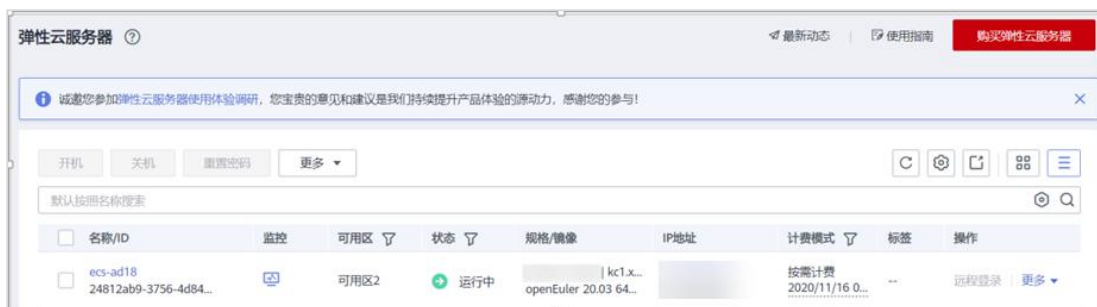 弹性云服务器
最新动态 使用指南 购买弹性云服务器
诚邀您参加弹性云服务器使用体验调研，您宝贵的意见和建议是我们持续提升产品体验的源动力，感谢您的参与！
开机 关机 重置密码 更多
默认按照名称搜索
名称/ID 监控 可用区 状态 规格/镜像 IP地址 计费模式 标签 操作
ecs-ad18 可用区2 运行中 | kc1.x... 按需计费 -- 远程登录 更多
24812ab9-3756-4d84... openEuler 20.03 64... 2020/11/16 0...